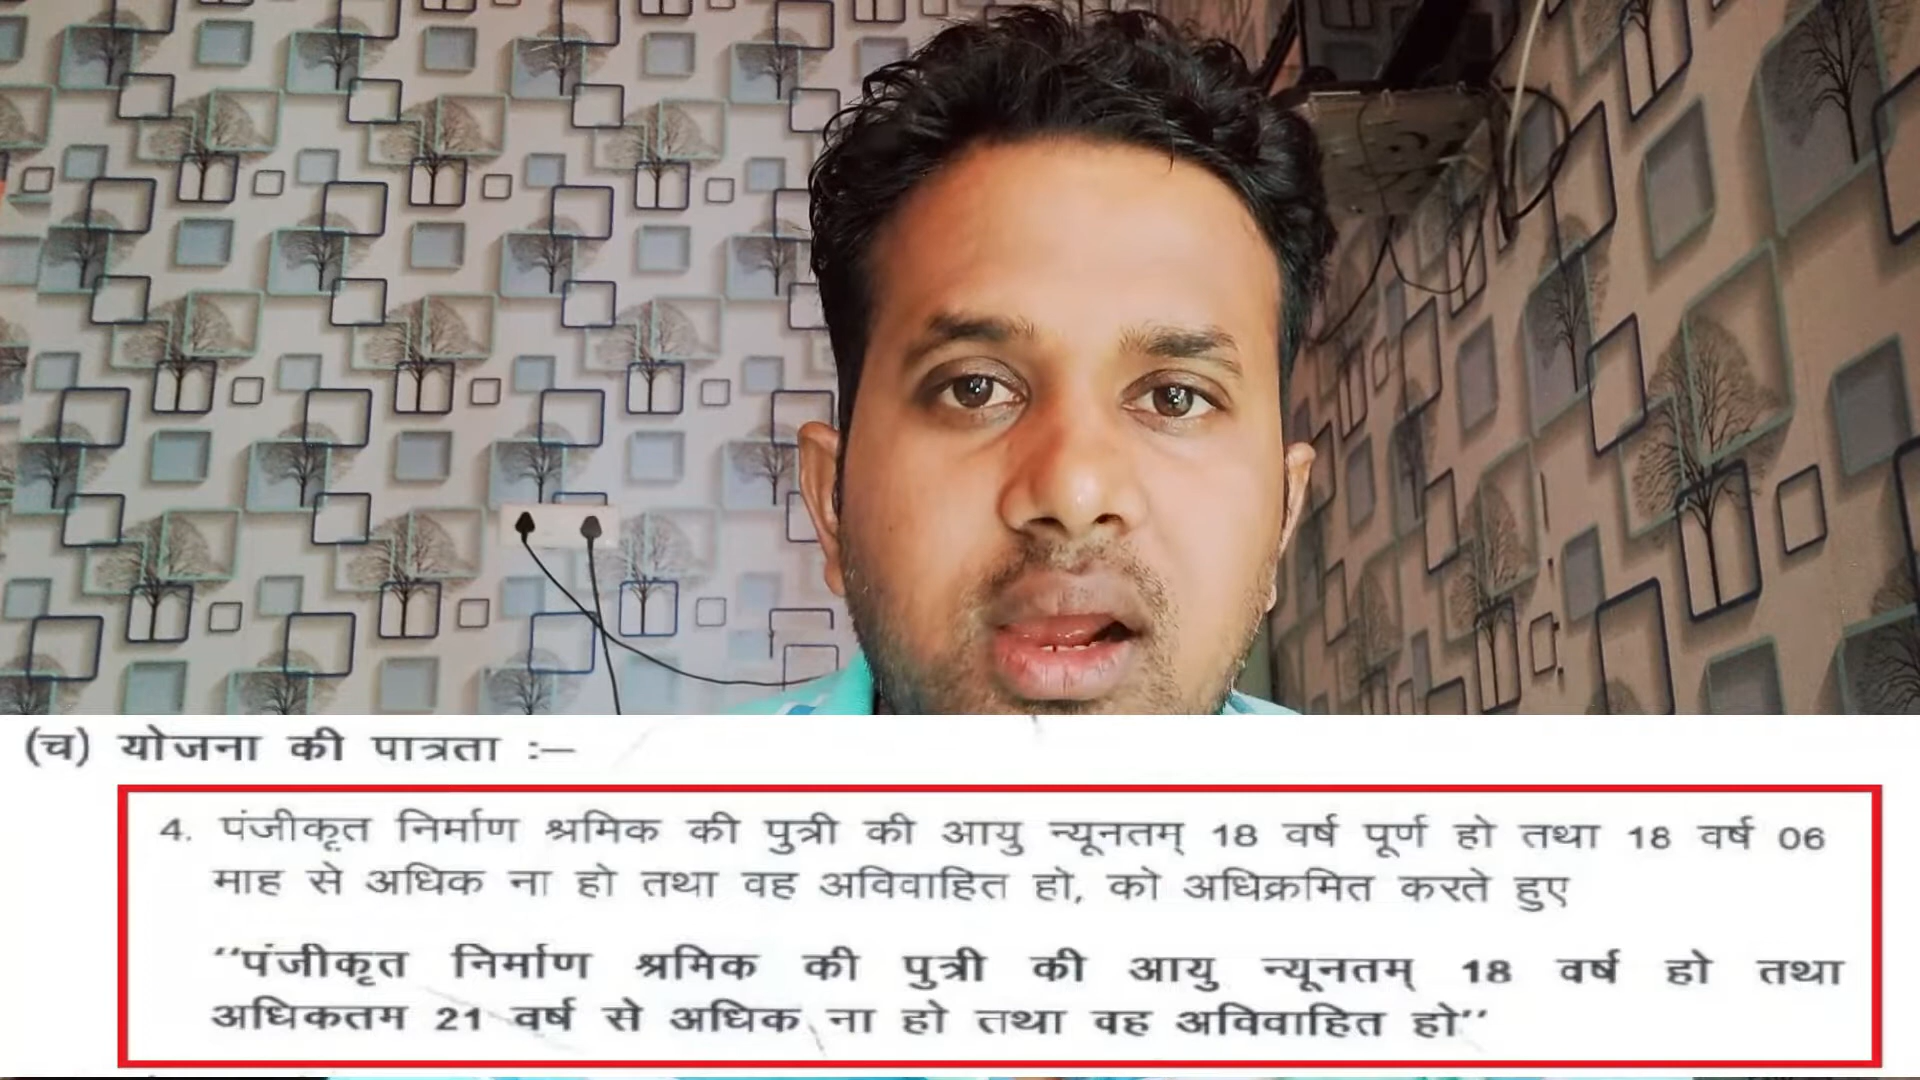 (च) योजना की पात्रता :—
4. पंजीकृत निर्माण श्रमिक की पुत्री की आयु न्यूनतम् 18 वर्ष पूर्ण हो तथा 18 वर्ष 06
माह से अधिक ना हो तथा वह अविवाहित हो, को अधिक्रमित करते हुए
“पंजीकृत निर्माण श्रमिक की पुत्री की आयु न्यूनतम् 18 वर्ष हो तथा
अधिकतम 21 वर्ष से अधिक ना हो तथा वह अविवाहित हो”